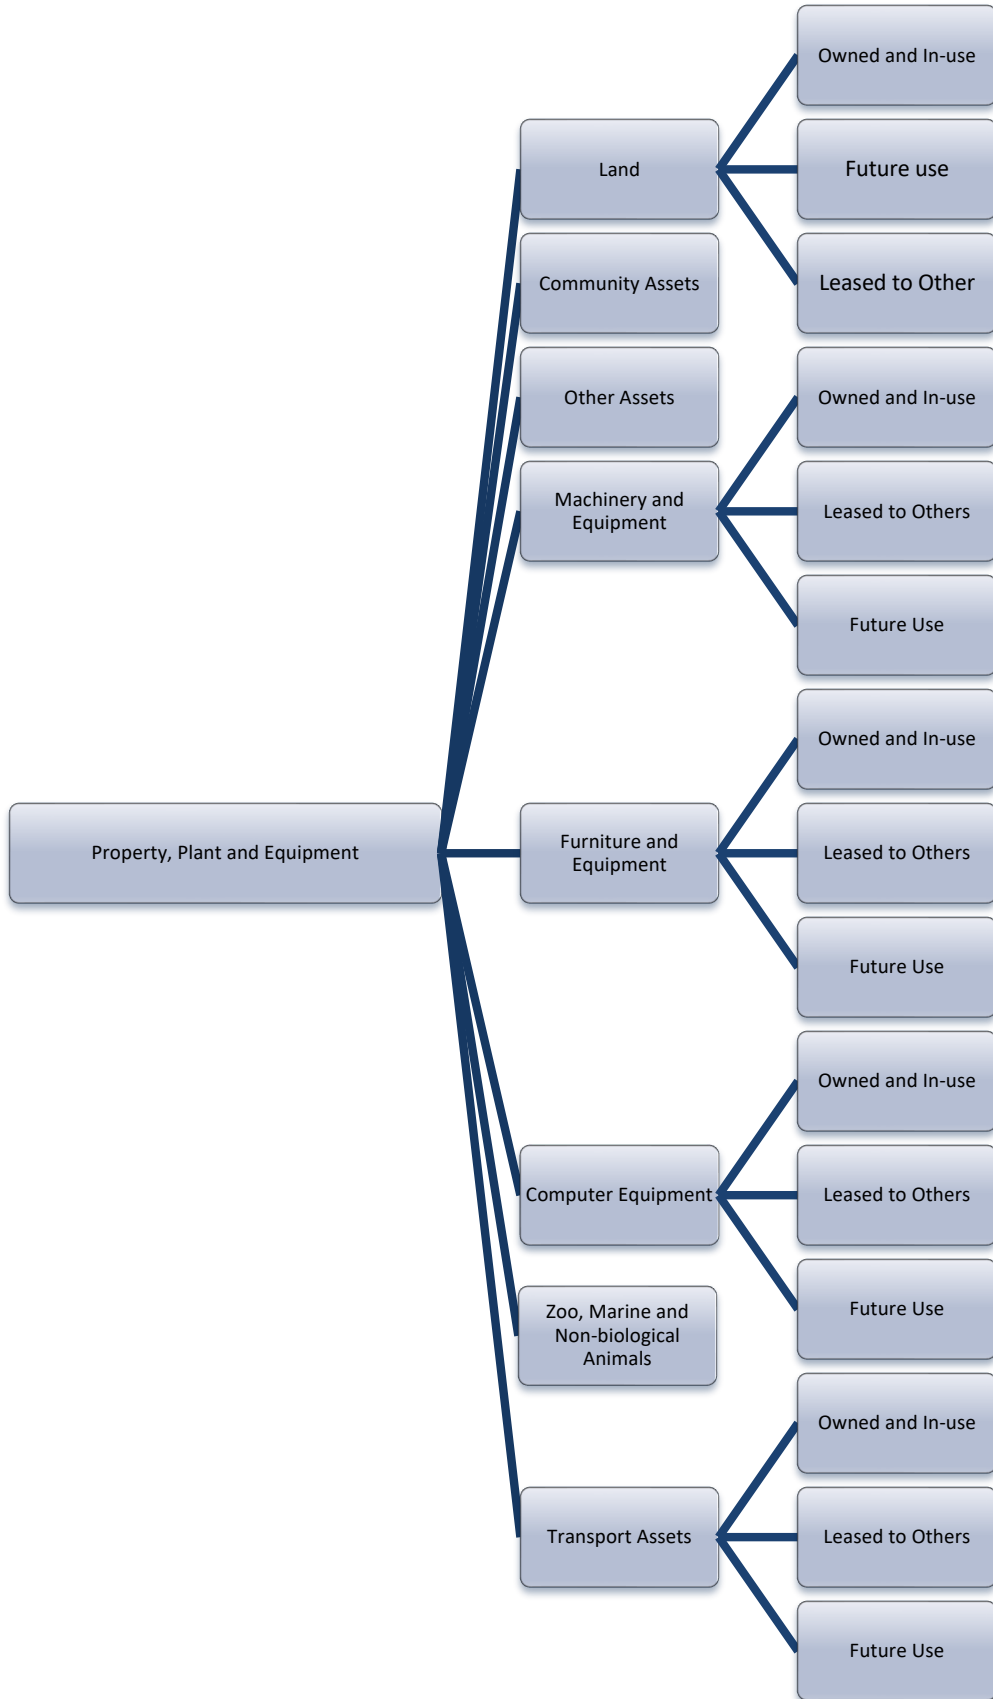 Property, Plant and Equipment
Land
Owned and In-use
Future use
Leased to Other
Community Assets
Other Assets
Machinery and
Equipment
Owned and In-use
Leased to Others
Future Use
Furniture and
Equipment
Owned and In-use
Leased to Others
Future Use
Computer Equipment
Owned and In-use
Leased to Others
Future Use
Zoo, Marine and
Non-biological
Animals
Transport Assets
Owned and In-use
Leased to Others
Future Use